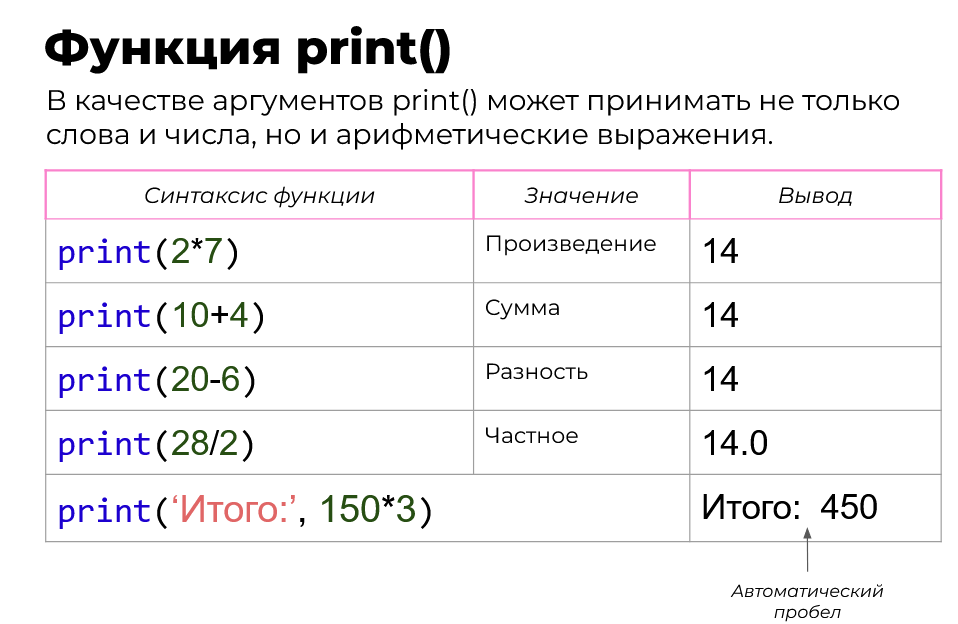 Функция print()
В качестве аргументов print() может принимать не только
слова и числа, но и арифметические выражения.
Синтаксис функции Значение Вывод
print(2*7) Произведение 14
print(10+4) Сумма 14
print(20-6) Разность 14
print(28/2) Частное 14.0
print(‘Итого:’, 150*3) Итого: 450
Автоматический
пробел